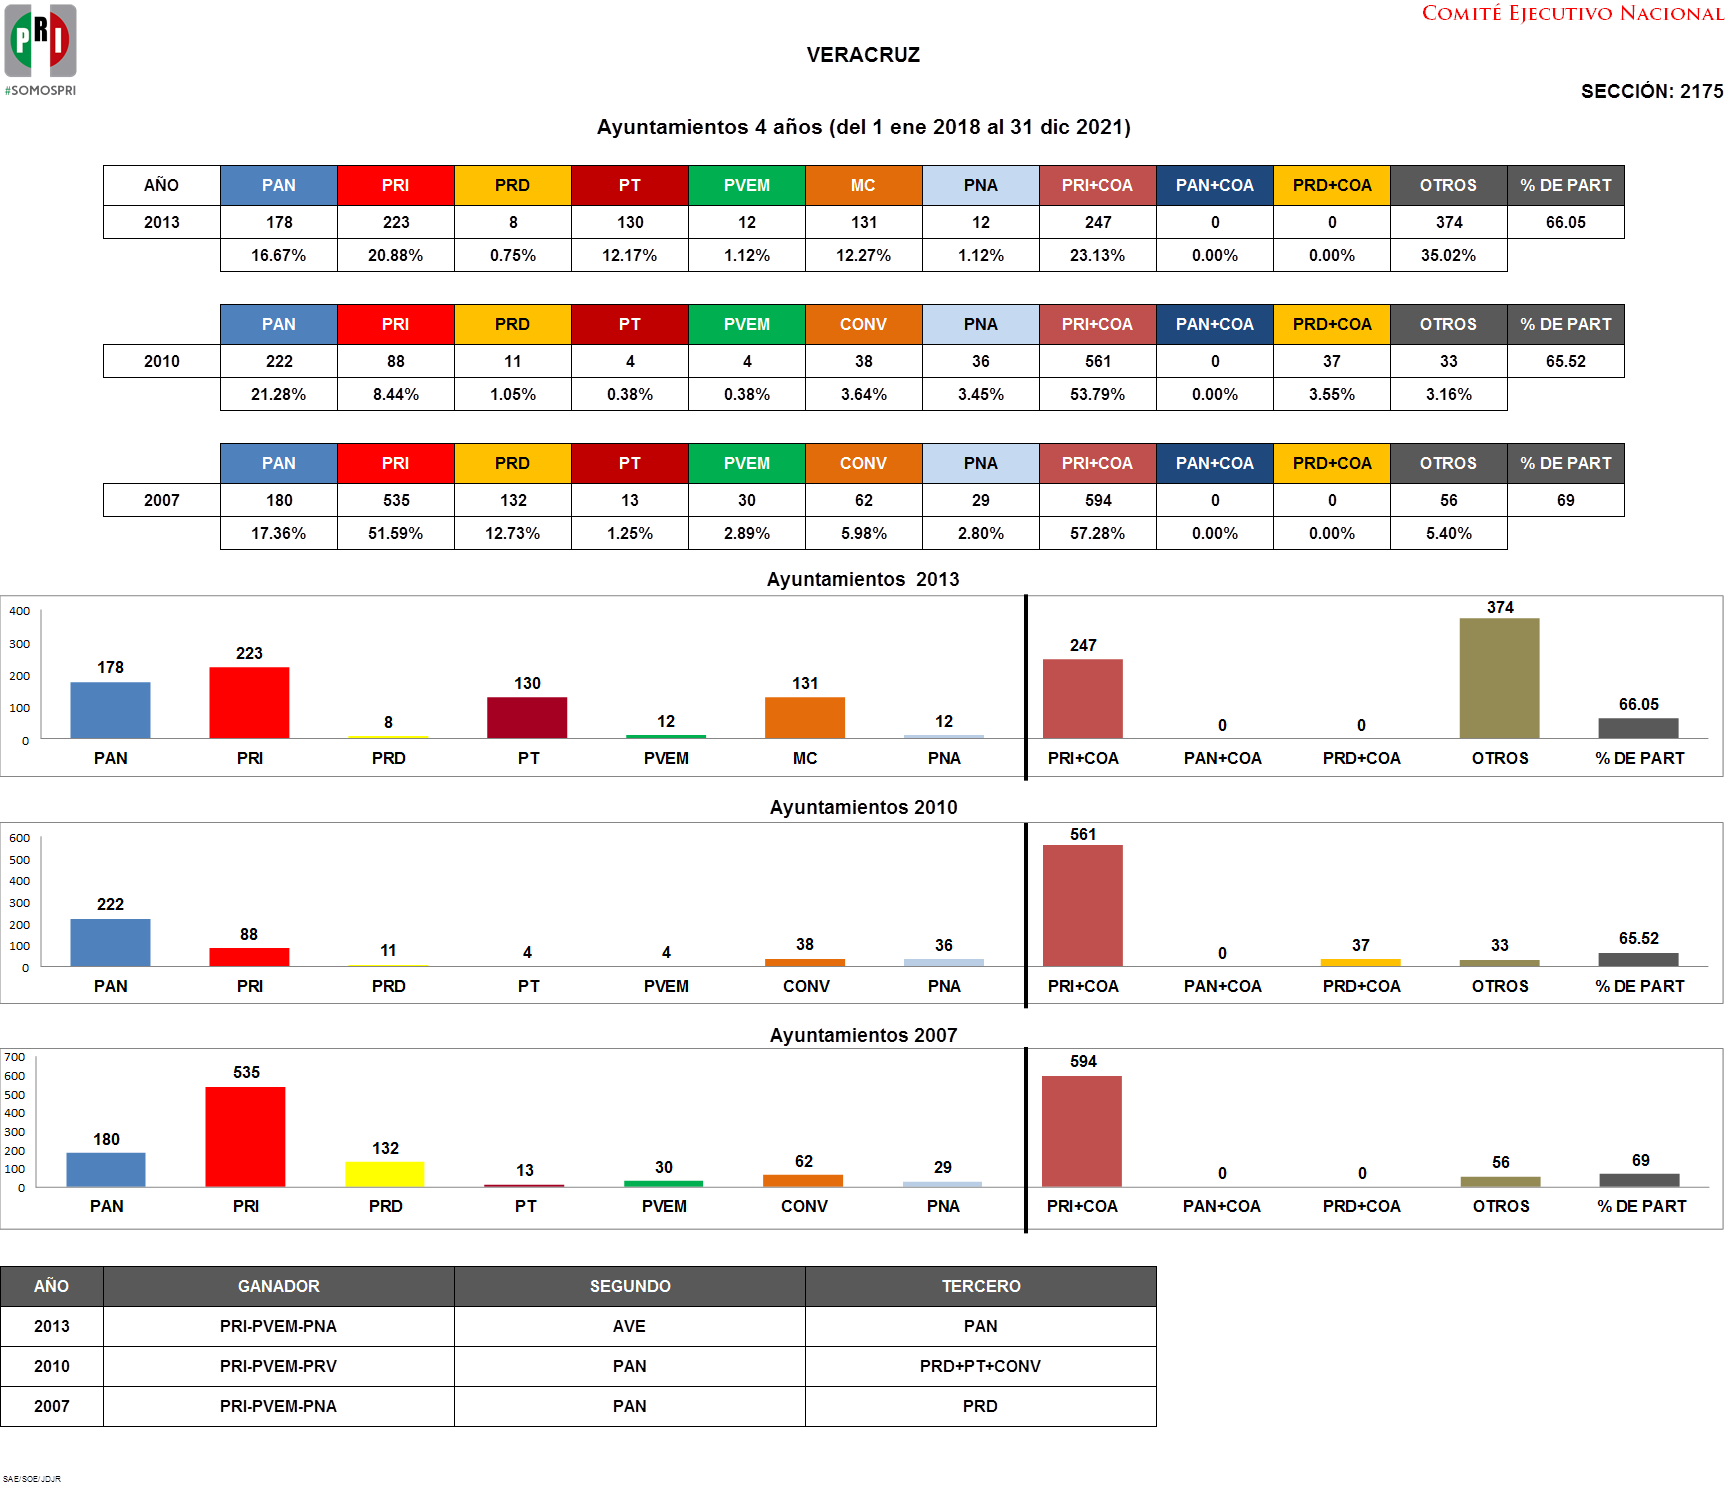 PRI
#SOMOSPRI
COMITÉ EJECUTIVO NACIONAL
VERACRUZ
SECCIÓN: 2175
Ayuntamientos 4 años (del 1 ene 2018 al 31 dic 2021)
AÑO PAN PRI PRD PT PVEM MC PNA PRI+COA PAN+COA PRD+COA OTROS % DE PART
2013 178 223 8 130 12 131 12 247 0 0 374 66.05
16.67% 20.88% 0.75% 12.17% 1.12% 12.27% 1.12% 23.13% 0.00% 0.00% 35.02%
PAN PRI PRD PT PVEM CONV PNA PRI+COA PAN+COA PRD+COA OTROS % DE PART
2010 222 88 11 4 4 38 36 561 0 37 33 65.52
21.28% 8.44% 1.05% 0.38% 0.38% 3.64% 3.45% 53.79% 0.00% 3.55% 3.16%
PAN PRI PRD PT PVEM CONV PNA PRI+COA PAN+COA PRD+COA OTROS % DE PART
2007 180 535 132 13 30 62 29 594 0 0 56 69
17.36% 51.59% 12.73% 1.25% 2.89% 5.98% 2.80% 57.28% 0.00% 0.00% 5.40%
Ayuntamientos 2013
400
300
200
100
0
178 223 8 130 12 131 12 247 0 0 374 66.05
PAN PRI PRD PT PVEM MC PNA PRI+COA PAN+COA PRD+COA OTROS % DE PART
Ayuntamientos 2010
600
500
400
300
200
100
0
222 88 11 4 4 38 36 561 0 37 33 65.52
PAN PRI PRD PT PVEM CONV PNA PRI+COA PAN+COA PRD+COA OTROS % DE PART
Ayuntamientos 2007
700
600
500
400
300
200
100
0
180 535 132 13 30 62 29 594 0 0 56 69
PAN PRI PRD PT PVEM CONV PNA PRI+COA PAN+COA PRD+COA OTROS % DE PART
AÑO GANADOR SEGUNDO TERCERO
2013 PRI-PVEM-PNA AVE PAN
2010 PRI-PVEM-PRV PAN PRD+PT+CONV
2007 PRI-PVEM-PNA PAN PRD
SAE/SOE/JDJR